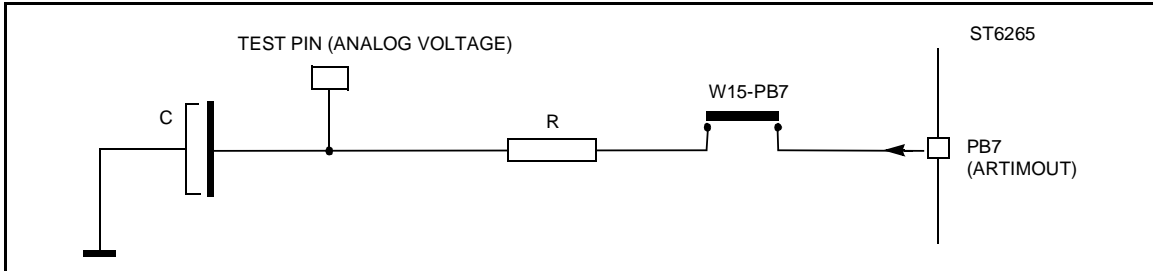 ST6265
TEST PIN (ANALOG VOLTAGE)
W15-PB7
C
R
PB7
(ARTIMOUT)